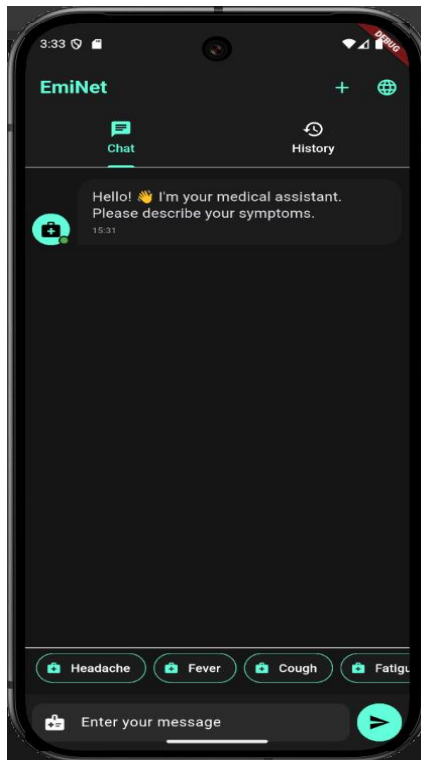 3:33
DEBUG
EmiNet
Chat
History
Hello! 👋 I'm your medical assistant.
Please describe your symptoms.
15:31
Headache
Fever
Cough
Fatigu
Enter your message